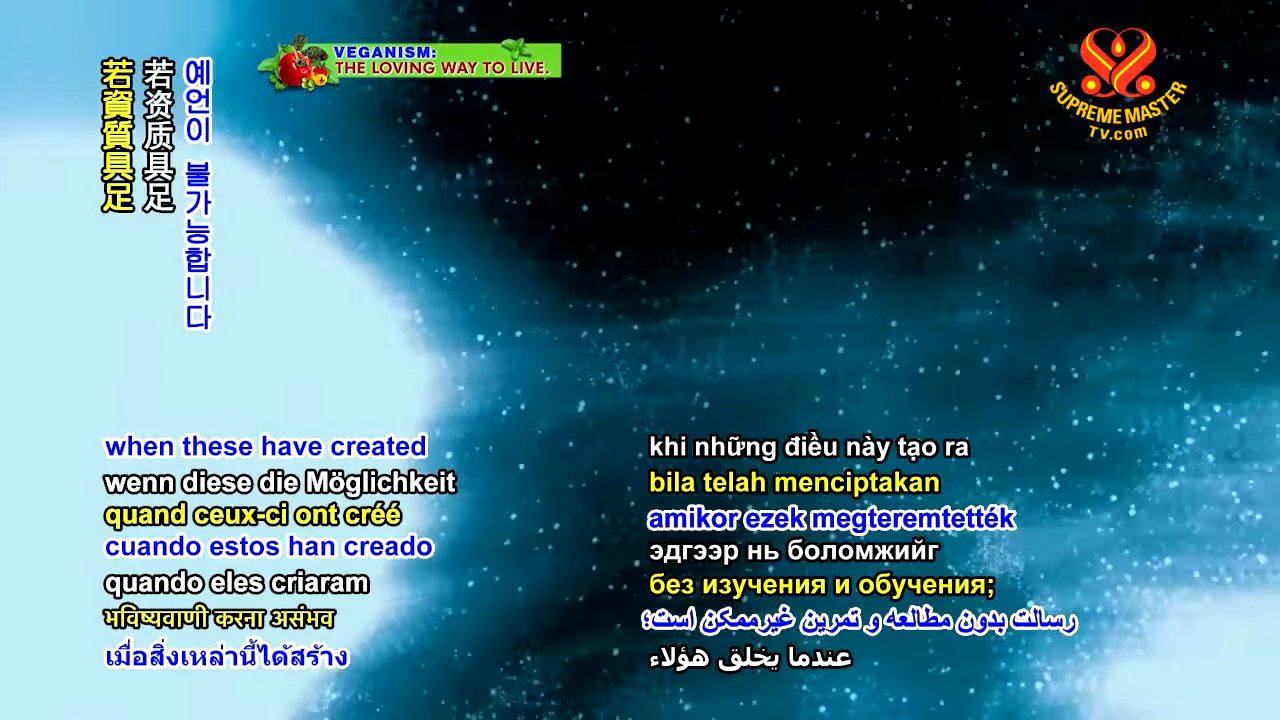 VEGANISM:
THE LOVING WAY TO LIVE.
SUPREME MASTER
TV.com
若資質具足
若资质具足
예언이 불가능합니다
when these have created
wenn diese die Möglichkeit
quand ceux-ci ont créé
cuando estos han creado
quando eles criaram
भविष्यवाणी करना असंभव
เมื่อสิ่งเหล่านี้ได้สร้าง
khi những điều này tạo ra
bila telah menciptakan
amikor ezek megteremtették
эдгээр нь боломжийг
без изучения и обучения;
رسالت بدون مطالعه و تمرین غیرممکن است؛
عندما يخلق هؤلاء